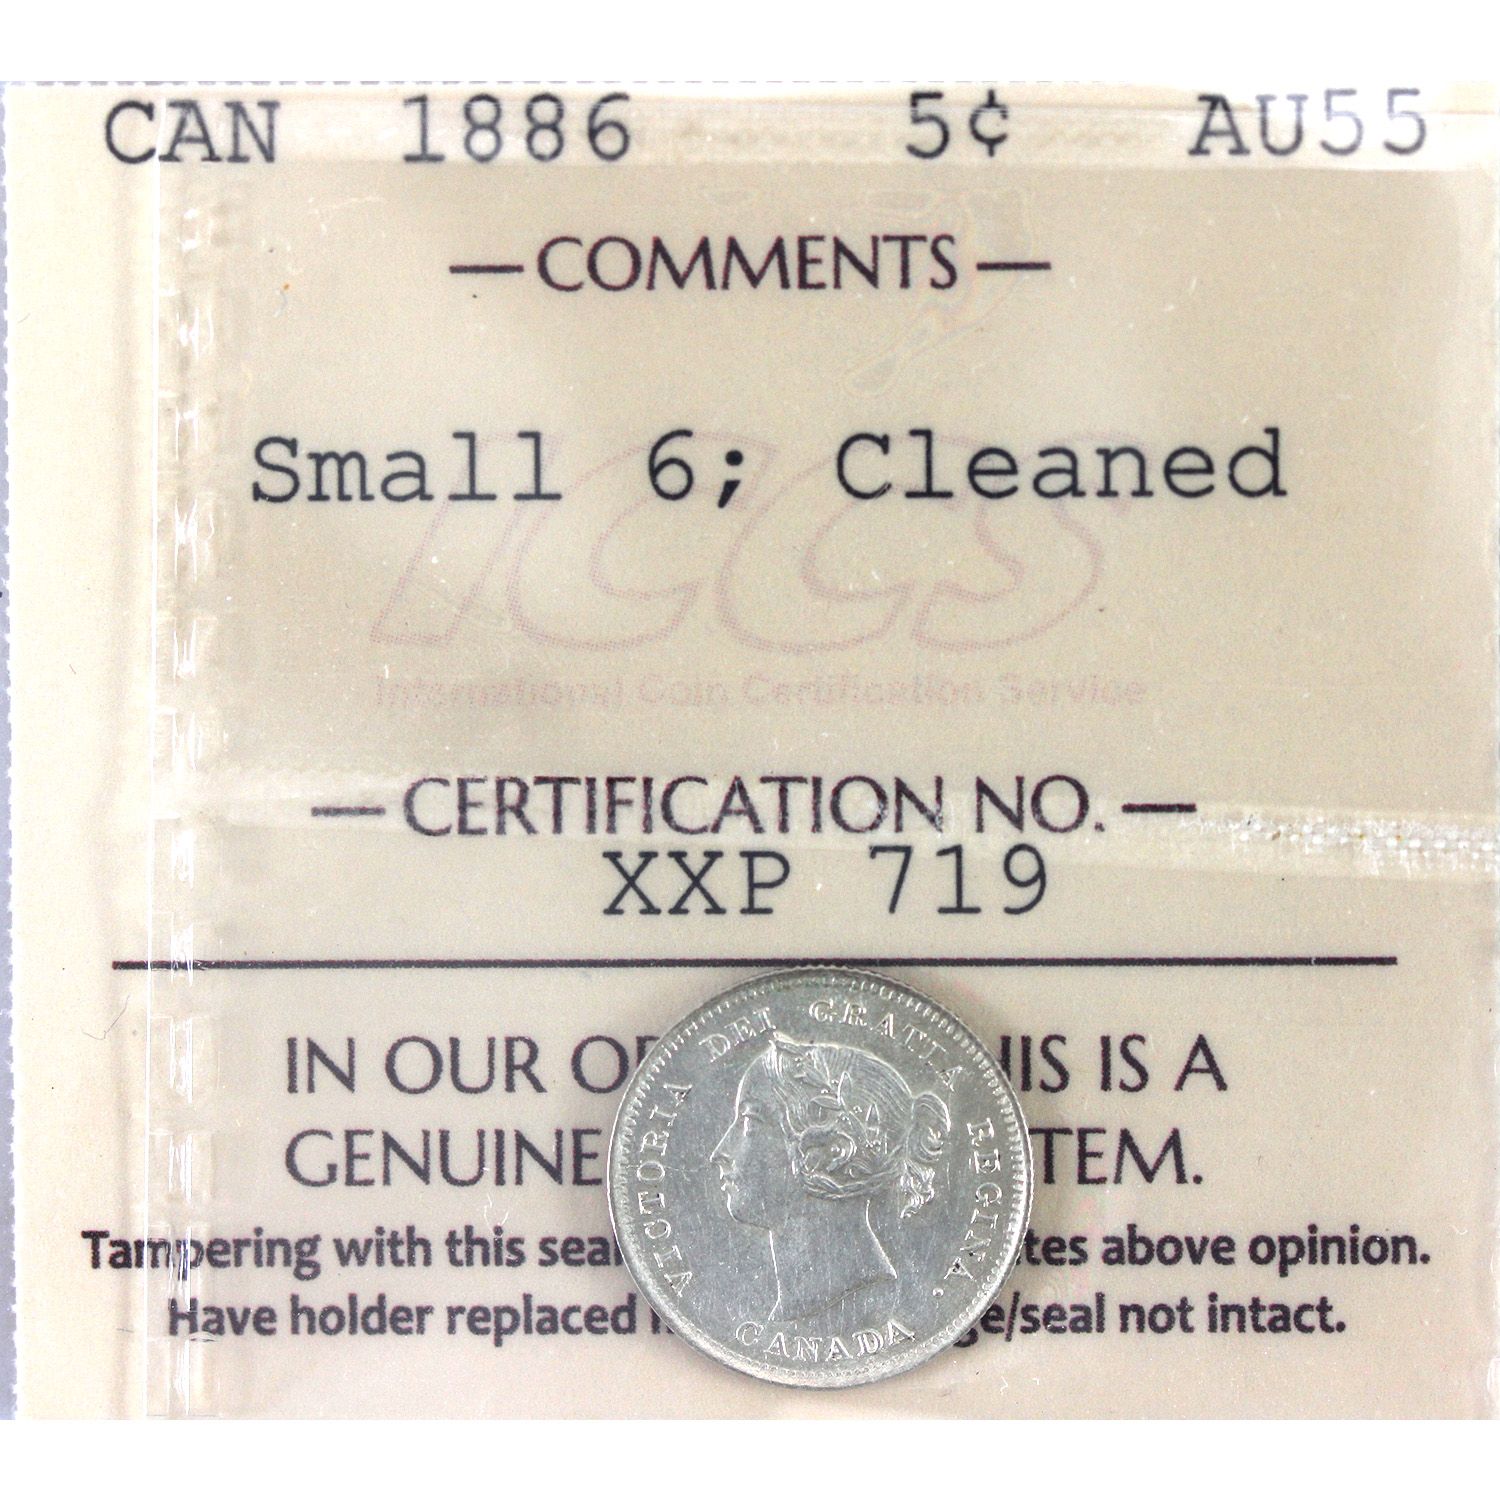 CAN 1886 5¢ AU55
— COMMENTS —
Small 6; Cleaned
ICCS
International Coin Certification Service
— CERTIFICATION NO. —
XXP 719
IN OUR HIS IS A
GENUINE TEM.
Tampering with this sea tes above opinion.
Have holder replaced e/seal not intact.
VICTORIA DEI GRATIA REGINA.
CANADA